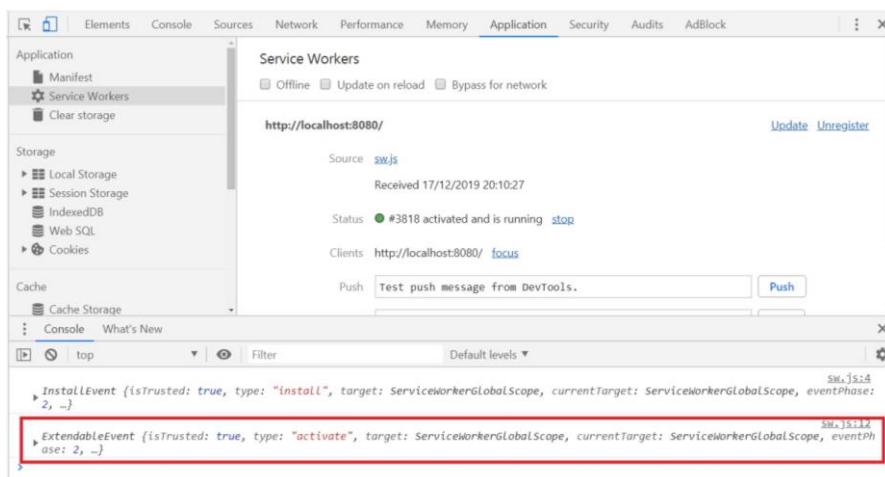 Elements Console Sources Network Performance Memory Application Security Audits AdBlock
Application
Manifest
Service Workers
Clear storage
Storage
Local Storage
Session Storage
IndexedDB
Web SQL
Cookies
Cache
Cache Storage
Service Workers
Offline Update on reload Bypass for network
http://localhost:8080/ Update Unregister
Source sw.js
Received 17/12/2019 20:10:27
Status #3818 activated and is running stop
Clients http://localhost:8080/ focus
Push Test push message from DevTools. Push
Console What's New
top Filter Default levels ▼
sw.js:4
InstallEvent {isTrusted: true, type: "install", target: ServiceWorkerGlobalScope, currentTarget: ServiceWorkerGlobalScope, eventPhase:
2, …}
sw.js:12
ExtendableEvent {isTrusted: true, type: "activate", target: ServiceWorkerGlobalScope, currentTarget: ServiceWorkerGlobalScope, eventPh
ase: 2, …}